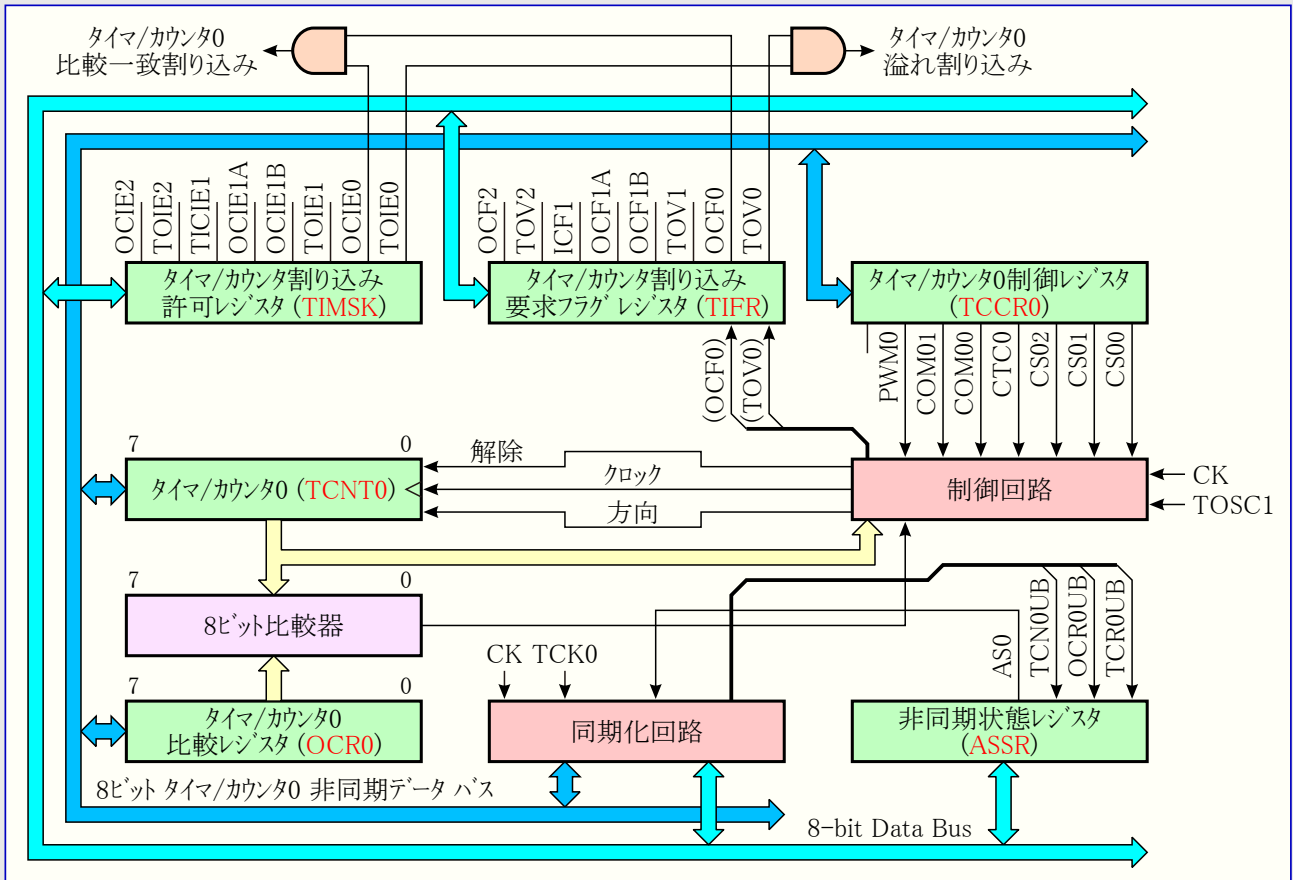 タイマ/カウンタ0
比較一致割り込み
タイマ/カウンタ0
溢れ割り込み
OCIE2
TOIE2
TICIE1
OCIE1A
OCIE1B
TOIE1
OCIE0
TOIE0
OCF2
TOV2
ICF1
OCF1A
OCF1B
TOV1
OCF0
TOV0
タイマ/カウンタ割り込み
許可レジスタ (TIMSK)
タイマ/カウンタ割り込み
要求フラグ レジスタ (TIFR)
タイマ/カウンタ0制御レジスタ
(TCCR0)
(OCF0)
(TOV0)
PWM0
COM01
COM00
CTC0
CS02
CS01
CS00
7 0
タイマ/カウンタ0 (TCNT0)
解除
クロック
方向
制御回路
CK
TOSC1
7 0
8ビット比較器
CK TCK0
AS0
TCN0UB
OCR0UB
TCR0UB
7 0
タイマ/カウンタ0
比較レジスタ (OCR0)
同期化回路
非同期状態レジスタ
(ASSR)
8ビット タイマ/カウンタ0 非同期データ バス
8-bit Data Bus